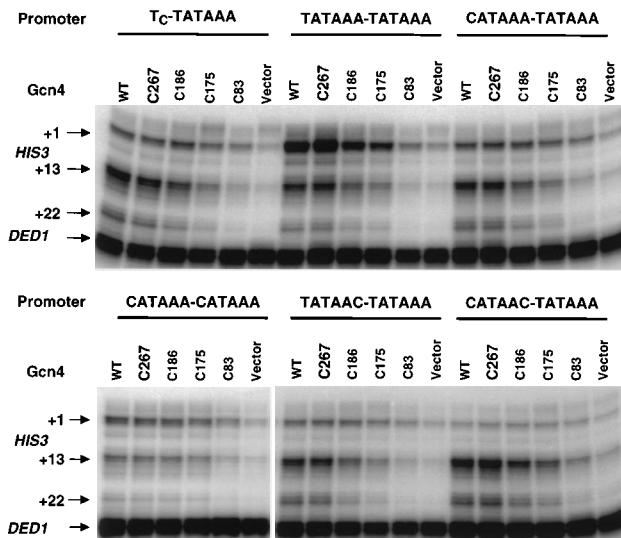 Promoter T_C-TATAAA TATAAA-TATAAA CATAAA-TATAAA
Gcn4 WT C267 C186 C175 C83 Vector WT C267 C186 C175 C83 Vector WT C267 C186 C175 C83 Vector
+1
HIS3
+13
+22
DED1
Promoter CATAAA-CATAAA TATAAC-TATAAA CATAAC-TATAAA
Gcn4 WT C267 C186 C175 C83 Vector WT C267 C186 C175 C83 Vector WT C267 C186 C175 C83 Vector
+1
HIS3
+13
+22
DED1